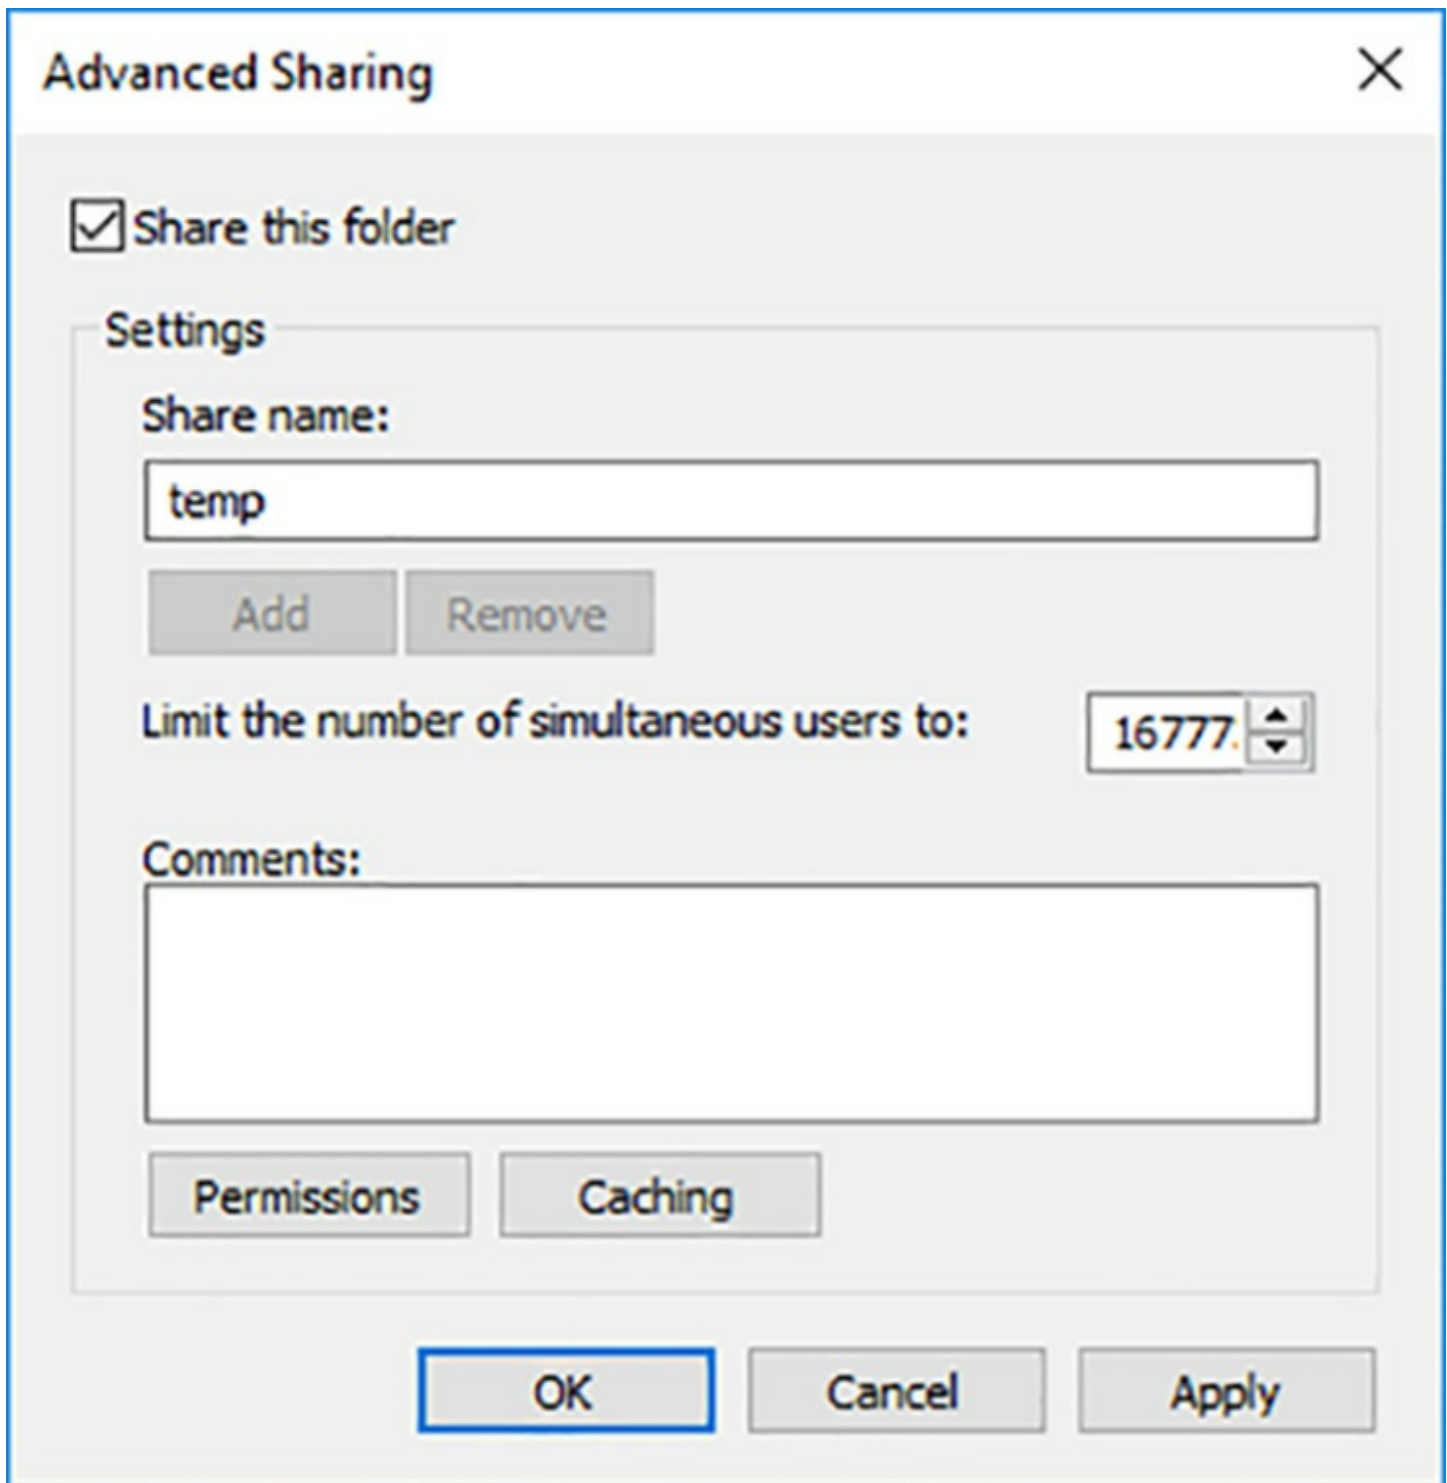 Advanced Sharing
Share this folder
Settings
Share name:
temp
Add Remove
Limit the number of simultaneous users to: 16777
Comments:
Permissions Caching
OK Cancel Apply